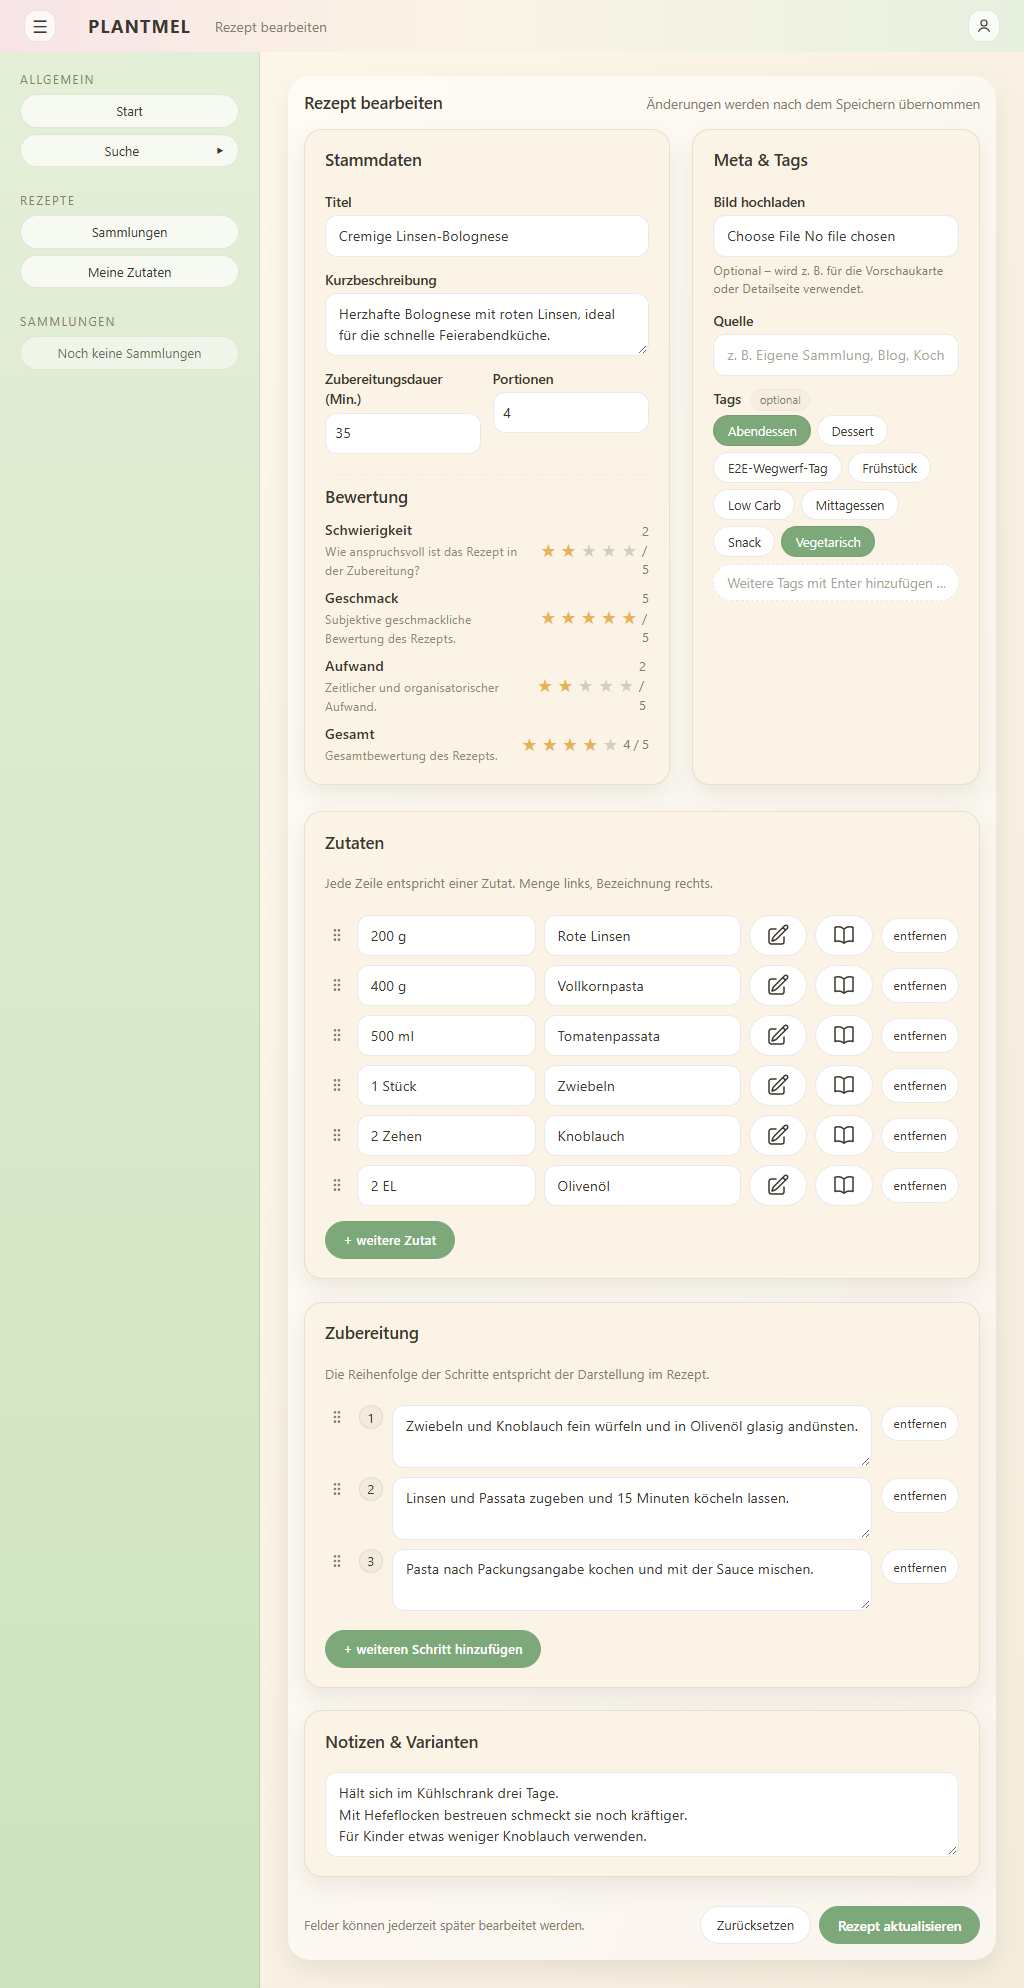 PLANTMEL
Rezept bearbeiten
ALLGEMEIN
Start
Suche
REZEPTE
Sammlungen
Meine Zutaten
SAMMLUNGEN
Noch keine Sammlungen
Rezept bearbeiten
Änderungen werden nach dem Speichern übernommen
Stammdaten
Titel
Cremige Linsen-Bolognese
Kurzbeschreibung
Herzhafte Bolognese mit roten Linsen, ideal
für die schnelle Feierabendküche.
Zubereitungsdauer
(Min.)
35
Portionen
4
Bewertung
Schwierigkeit
Wie anspruchsvoll ist das Rezept in
der Zubereitung?
2
/
5
Geschmack
Subjektive geschmackliche
Bewertung des Rezepts.
5
/
5
Aufwand
Zeitlicher und organisatorischer
Aufwand.
2
/
5
Gesamt
Gesamtbewertung des Rezepts.
4 / 5
Meta & Tags
Bild hochladen
Choose File No file chosen
Optional – wird z. B. für die Vorschaukarte
oder Detailseite verwendet.
Quelle
z. B. Eigene Sammlung, Blog, Koch
Tags optional
Abendessen Dessert
E2E-Wegwerf-Tag Frühstück
Low Carb Mittagessen
Snack Vegetarisch
Weitere Tags mit Enter hinzufügen ...
Zutaten
Jede Zeile entspricht einer Zutat. Menge links, Bezeichnung rechts.
200 g Rote Linsen entfernen
400 g Vollkornpasta entfernen
500 ml Tomatenpassata entfernen
1 Stück Zwiebeln entfernen
2 Zehen Knoblauch entfernen
2 EL Olivenöl entfernen
+ weitere Zutat
Zubereitung
Die Reihenfolge der Schritte entspricht der Darstellung im Rezept.
1 Zwiebeln und Knoblauch fein würfeln und in Olivenöl glasig andünsten. entfernen
2 Linsen und Passata zugeben und 15 Minuten köcheln lassen. entfernen
3 Pasta nach Packungsangabe kochen und mit der Sauce mischen. entfernen
+ weiteren Schritt hinzufügen
Notizen & Varianten
Hält sich im Kühlschrank drei Tage.
Mit Hefeflocken bestreuen schmeckt sie noch kräftiger.
Für Kinder etwas weniger Knoblauch verwenden.
Felder können jederzeit später bearbeitet werden.
Zurücksetzen
Rezept aktualisieren